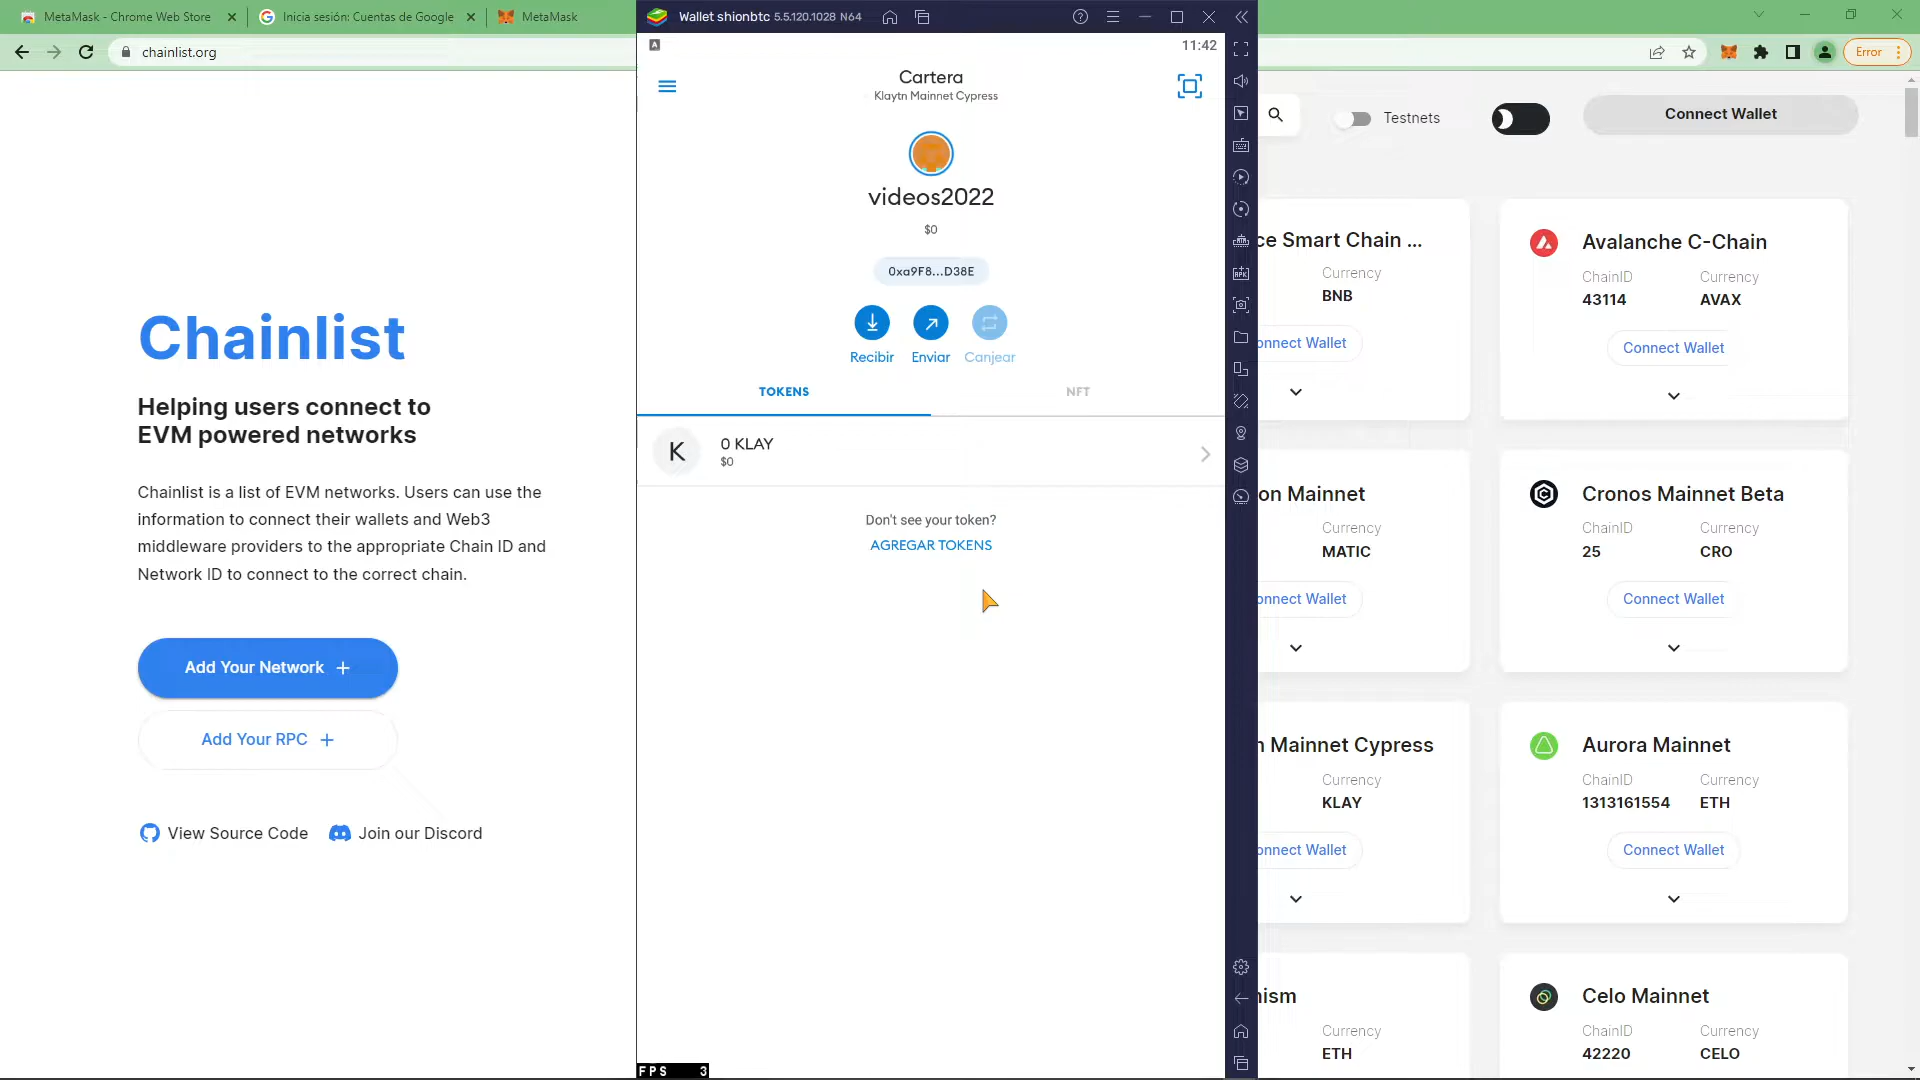 MetaMask - Chrome Web Store
Inicia sesión: Cuentas de Google
MetaMask
chainlist.org
Error
Wallet shionbtc 5.5.120.1028 N64
11:42
Cartera
Klaytn Mainnet Cypress
videos2022
$0
0xa9F8...D38E
Recibir
Enviar
Canjear
TOKENS
NFT
K
0 KLAY
$0
Don't see your token?
AGREGAR TOKENS
FPS 3
Chainlist
Helping users connect to
EVM powered networks
Chainlist is a list of EVM networks. Users can use the
information to connect their wallets and Web3
middleware providers to the appropriate Chain ID and
Network ID to connect to the correct chain.
Add Your Network +
Add Your RPC +
View Source Code
Join our Discord
Testnets
Connect Wallet
ce Smart Chain ...
Currency
BNB
onnect Wallet
Avalanche C-Chain
ChainID
Currency
43114
AVAX
Connect Wallet
on Mainnet
Currency
MATIC
onnect Wallet
Cronos Mainnet Beta
ChainID
Currency
25
CRO
Connect Wallet
n Mainnet Cypress
Currency
KLAY
onnect Wallet
Aurora Mainnet
ChainID
Currency
1313161554
ETH
Connect Wallet
nism
Currency
ETH
Celo Mainnet
ChainID
Currency
42220
CELO